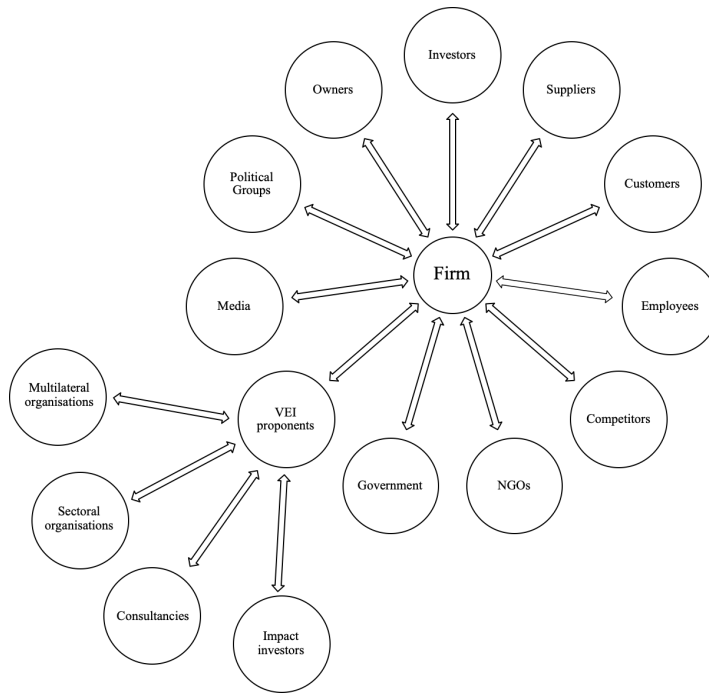 Investors
Owners
Suppliers
Political
Groups
Customers
Firm
Media
Employees
Multilateral
organisations
VEI
proponents
Competitors
Government
NGOs
Sectoral
organisations
Consultancies
Impact
investors